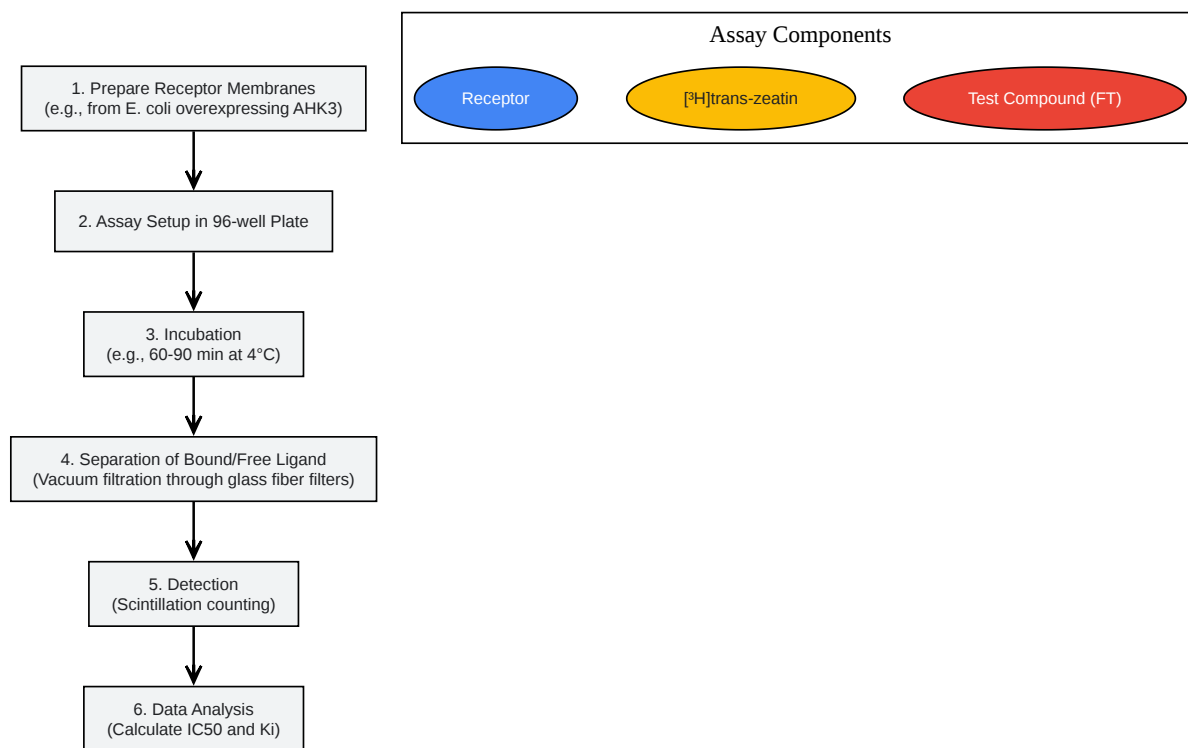 Assay Components
Receptor
[³H]trans-zeatin
Test Compound (FT)
1. Prepare Receptor Membranes
(e.g., from E. coli overexpressing AHK3)
2. Assay Setup in 96-well Plate
3. Incubation
(e.g., 60-90 min at 4°C)
4. Separation of Bound/Free Ligand
(Vacuum filtration through glass fiber filters)
5. Detection
(Scintillation counting)
6. Data Analysis
(Calculate IC50 and Ki)